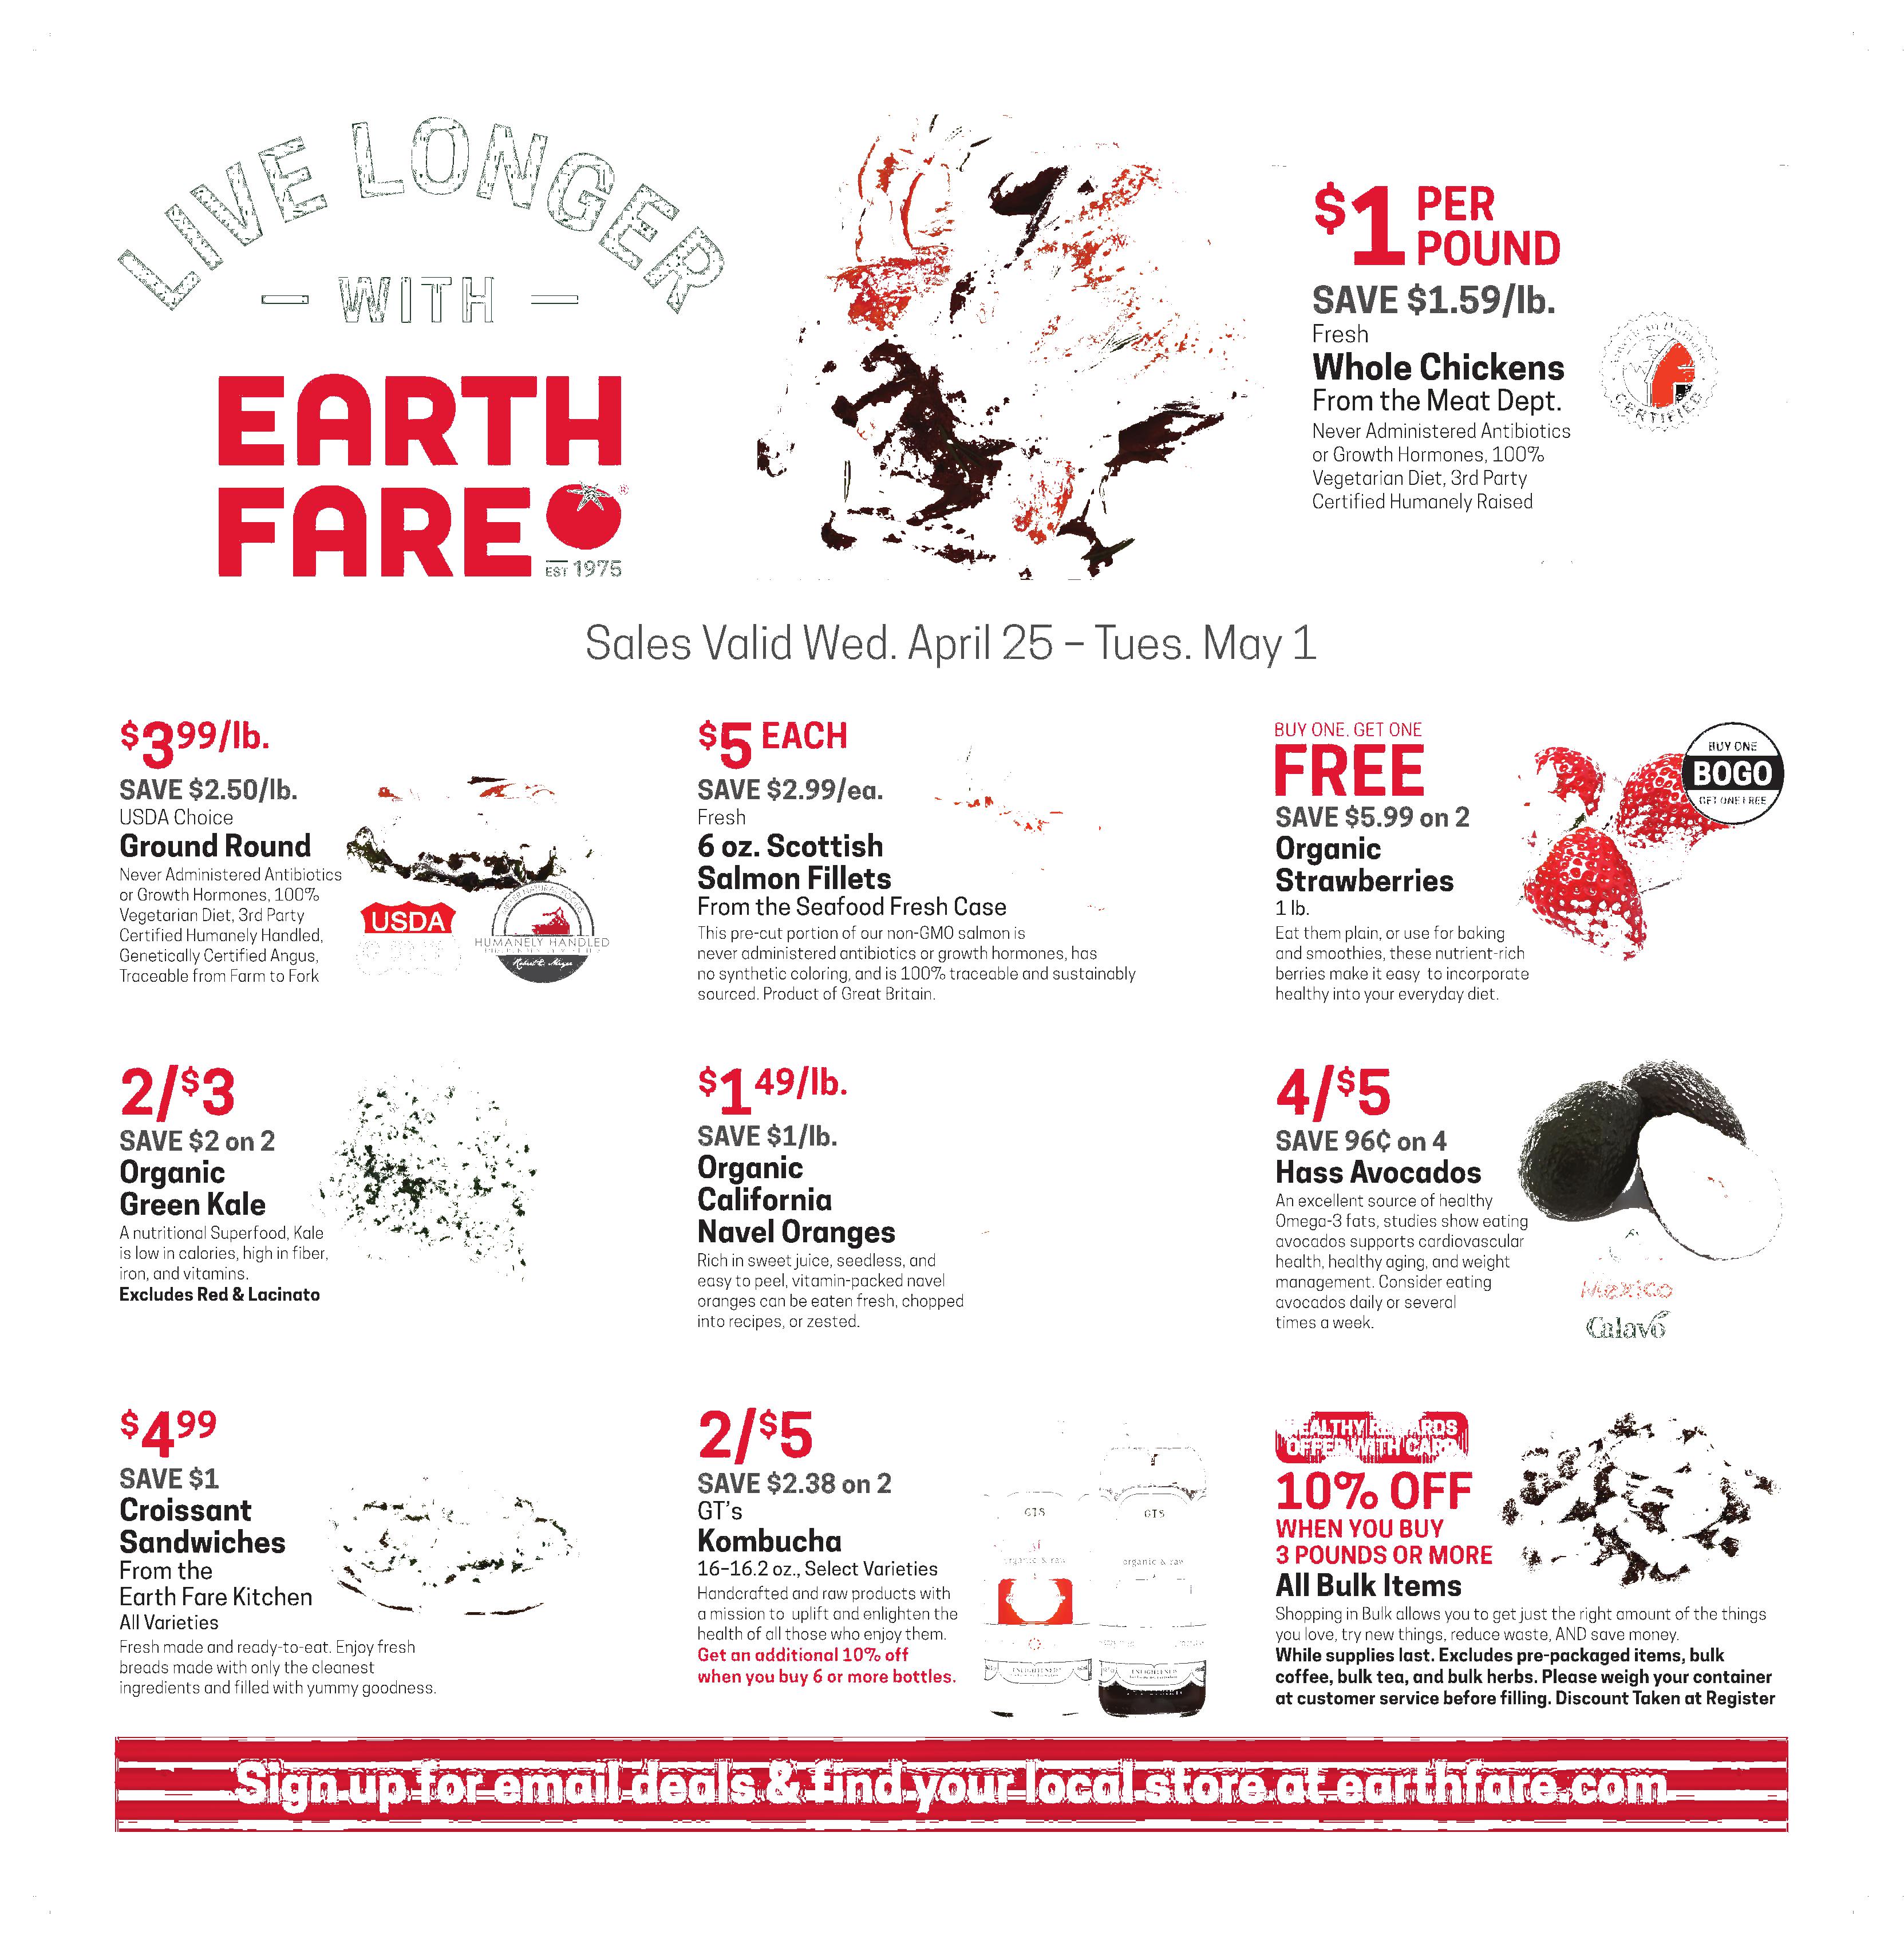 LIVE LONGER
WITH
EARTH
FARE®
EST 1975
$1 PER
POUND
SAVE $1.59/lb.
Fresh
Whole Chickens
From the Meat Dept.
Never Administered Antibiotics
or Growth Hormones, 100%
Vegetarian Diet, 3rd Party
Certified Humanely Raised
CERTIFIED
Sales Valid Wed. April 25 – Tues. May 1
$3 99/lb.
SAVE $2.50/lb.
USDA Choice
Ground Round
Never Administered Antibiotics
or Growth Hormones, 100%
Vegetarian Diet, 3rd Party
Certified Humanely Handled,
Genetically Certified Angus,
Traceable from Farm to Fork
USDA
HUMANELY HANDLED
$5 EACH
SAVE $2.99/ea.
Fresh
6 oz. Scottish
Salmon Fillets
From the Seafood Fresh Case
This pre-cut portion of our non-GMO salmon is
never administered antibiotics or growth hormones, has
no synthetic coloring, and is 100% traceable and sustainably
sourced. Product of Great Britain.
BUY ONE, GET ONE
FREE
SAVE $5.99 on 2
Organic
Strawberries
1 lb.
Eat them plain, or use for baking
and smoothies, these nutrient-rich
berries make it easy to incorporate
healthy into your everyday diet.
BUY ONE
BOGO
GET ONE FREE
2/$3
SAVE $2 on 2
Organic
Green Kale
A nutritional Superfood, Kale
is low in calories, high in fiber,
iron, and vitamins.
Excludes Red & Lacinato
$1 49/lb.
SAVE $1/lb.
Organic
California
Navel Oranges
Rich in sweet juice, seedless, and
easy to peel, vitamin-packed navel
oranges can be eaten fresh, chopped
into recipes, or zested.
4/$5
SAVE 96¢ on 4
Hass Avocados
An excellent source of healthy
Omega-3 fats, studies show eating
avocados supports cardiovascular
health, healthy aging, and weight
management. Consider eating
avocados daily or several
times a week.
Mexico
Calavo
$4 99
SAVE $1
Croissant
Sandwiches
From the
Earth Fare Kitchen
All Varieties
Fresh made and ready-to-eat. Enjoy fresh
breads made with only the cleanest
ingredients and filled with yummy goodness.
2/$5
SAVE $2.38 on 2
GT's
Kombucha
16–16.2 oz., Select Varieties
Handcrafted and raw products with
a mission to uplift and enlighten the
health of all those who enjoy them.
Get an additional 10% off
when you buy 6 or more bottles.
GTS
GTS
organic & raw
organic & raw
ENLIGHTENED
ENLIGHTENED
HEALTHY REWARDS
OFFER WITH CARD
10% OFF
WHEN YOU BUY
3 POUNDS OR MORE
All Bulk Items
Shopping in Bulk allows you to get just the right amount of the things
you love, try new things, reduce waste, AND save money.
While supplies last. Excludes pre-packaged items, bulk
coffee, bulk tea, and bulk herbs. Please weigh your container
at customer service before filling. Discount Taken at Register
Sign up for email deals & find your local store at earthfare.com